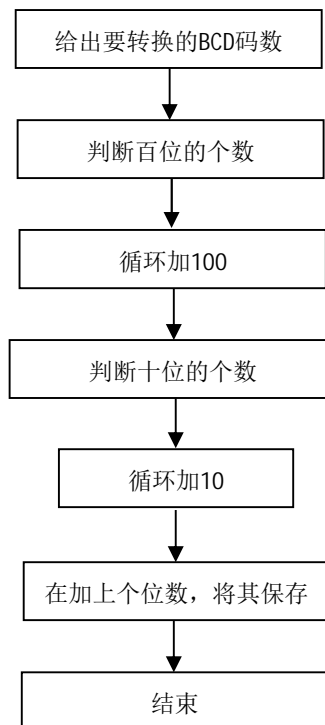 给出要转换的BCD码数
判断百位的个数
循环加100
判断十位的个数
循环加10
在加上个位数，将其保存
结束